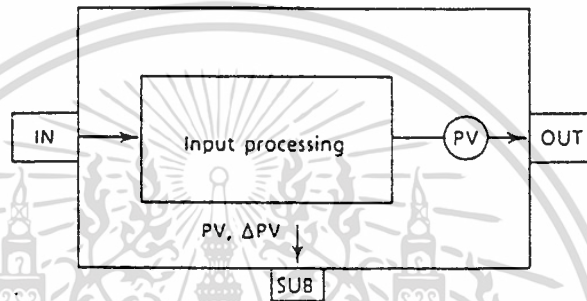 IN
Input processing
PV
OUT
PV, ΔPV
SUB